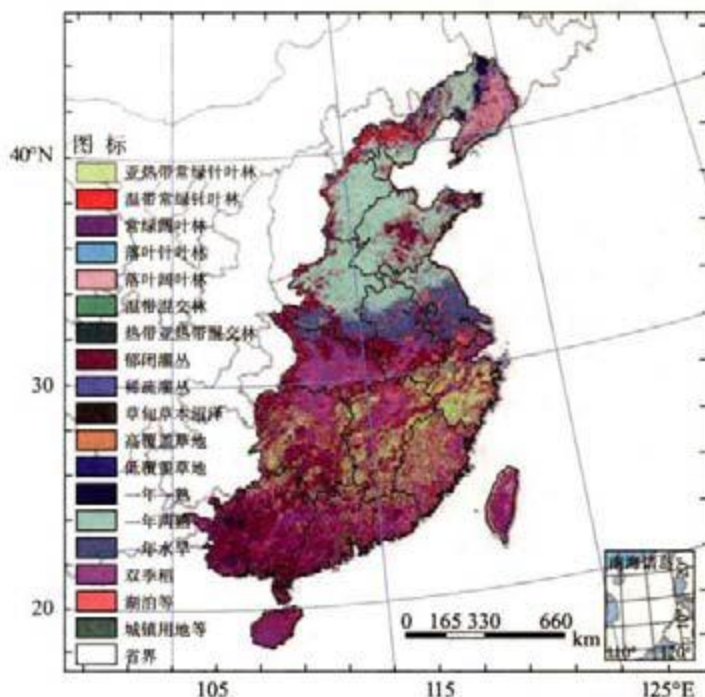 图 标
40°N
亚热带常绿针叶林
温带常绿针叶林
常绿阔叶林
落叶针叶林
落叶阔叶林
温带混交林
热带亚热带混交林
郁闭灌丛
稀疏灌丛
草甸草本沼泽
高覆盖草地
低覆盖草地
一年一熟
一年两熟
一年水旱
双季稻
湖泊等
城镇用地等
省界
30
20
0 165 330 660
km
南海诸岛
20°
10°
110° 120°
105 115 125°E